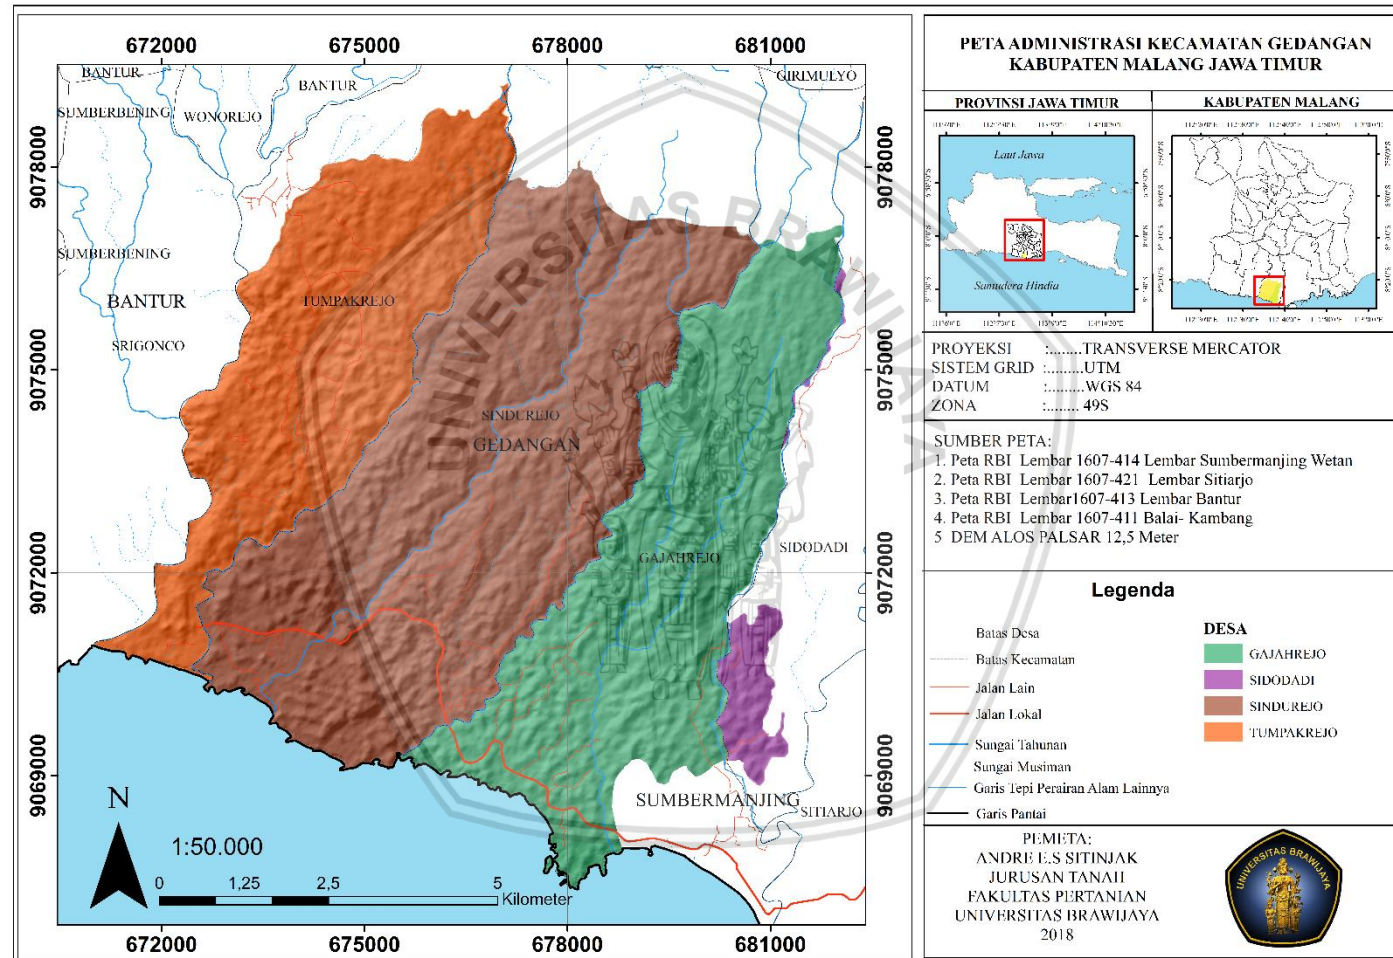 672000 675000 678000 681000
BANTUR
BANTUR
GIRIMULYO
SUMBERBENING
WONOREJO
9078000
9078000
SUMBERBENING
BANTUR
TUMPAKREJO
SRIGONCO
9075000
9075000
SINDUREJO
GEDANGAN
SIDODADI
GAJAHREJO
9072000
9072000
9069000
9069000
SUMBERMANJING
SITIARJO
N
1:50.000
0 1,25 2,5 5
Kilometer
672000 675000 678000 681000
UNIVERSITAS BRAWIJAYA
PETA ADMINISTRASI KECAMATAN GEDANGAN
KABUPATEN MALANG JAWA TIMUR
PROVINSI JAWA TIMUR
KABUPATEN MALANG
Laut Jawa
Samudera Hindia
PROYEKSI :........TRANSVERSE MERCATOR
SISTEM GRID :.........UTM
DATUM :.........WGS 84
ZONA :........ 49S
SUMBER PETA:
1. Peta RBI Lembar 1607-414 Lembar Sumbermanjing Wetan
2. Peta RBI Lembar 1607-421 Lembar Sitiarjo
3. Peta RBI Lembar1607-413 Lembar Bantur
4. Peta RBI Lembar 1607-411 Balai- Kambang
5 DEM ALOS PALSAR 12,5 Meter
Legenda
Batas Desa
Batas Kecamatan
Jalan Lain
Jalan Lokal
Sungai Tahunan
Sungai Musiman
Garis Tepi Perairan Alam Lainnya
Garis Pantai
DESA
GAJAHREJO
SIDODADI
SINDUREJO
TUMPAKREJO
PEMETA:
ANDRE E.S SITINJAK
JURUSAN TANAH
FAKULTAS PERTANIAN
UNIVERSITAS BRAWIJAYA
2018
UNIVERSITAS BRAWIJAYA